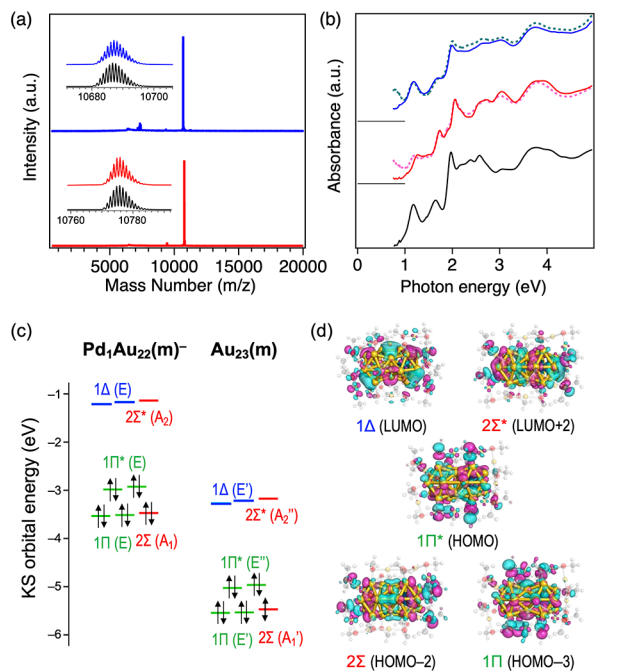 (a)
Intensity (a.u.)
10680 10700
10760 10780
5000 10000 15000 20000
Mass Number (m/z)
(b)
Absorbance (a.u.)
0 1 2 3 4
Photon energy (eV)
(c)
Pd1Au22(m)− Au23(m)
KS orbital energy (eV)
−1
−2
−3
−4
−5
−6
1Δ (E)
2Σ* (A2)
1Π* (E)
1Π (E) 2Σ (A1)
1Δ (E')
2Σ* (A2'')
1Π* (E'')
1Π (E') 2Σ (A1')
(d)
1Δ (LUMO) 2Σ* (LUMO+2)
1Π* (HOMO)
2Σ (HOMO−2) 1Π (HOMO−3)